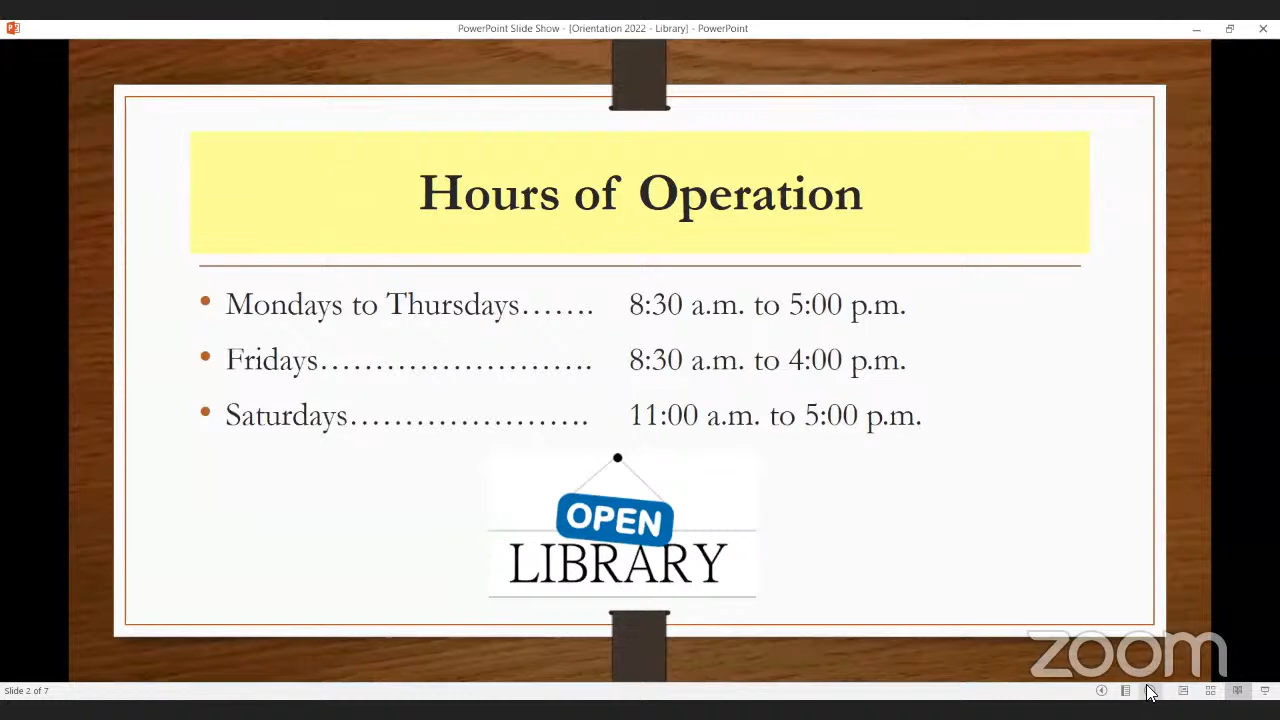 PowerPoint Slide Show - [Orientation 2022 - Library] - PowerPoint
Hours of Operation
• Mondays to Thursdays……. 8:30 a.m. to 5:00 p.m.
• Fridays………………………. 8:30 a.m. to 4:00 p.m.
• Saturdays……………………. 11:00 a.m. to 5:00 p.m.
OPEN
LIBRARY
zoom
Slide 2 of 7